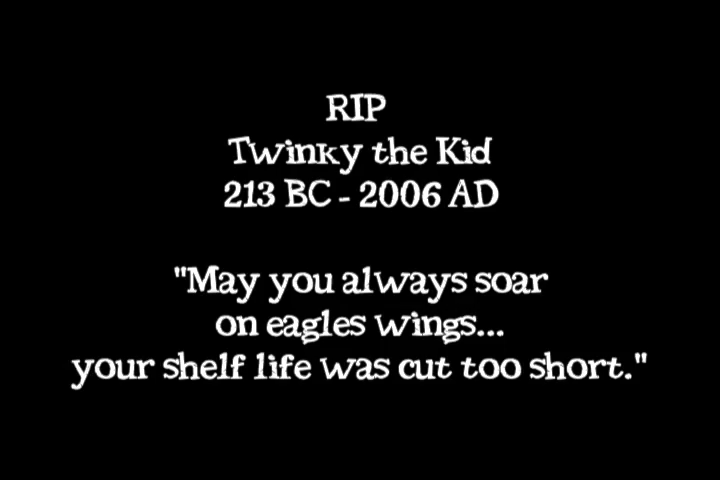 RIP
Twinky the Kid
213 BC - 2006 AD
"May you always soar
on eagles wings...
your shelf life was cut too short."